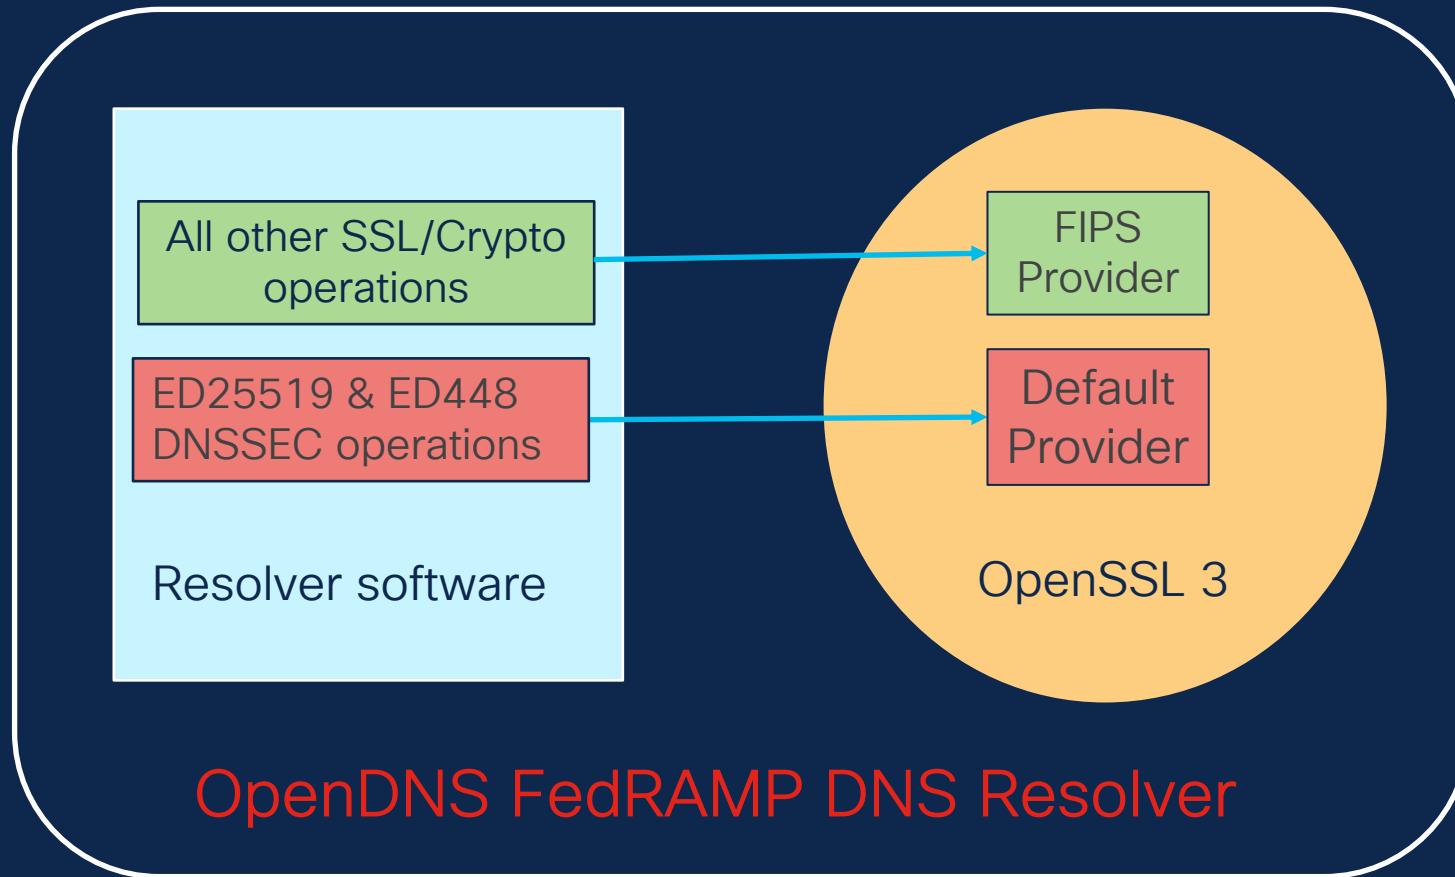 All other SSL/Crypto
operations
FIPS
Provider
ED25519 & ED448
DNSSEC operations
Default
Provider
Resolver software
OpenSSL 3
OpenDNS FedRAMP DNS Resolver